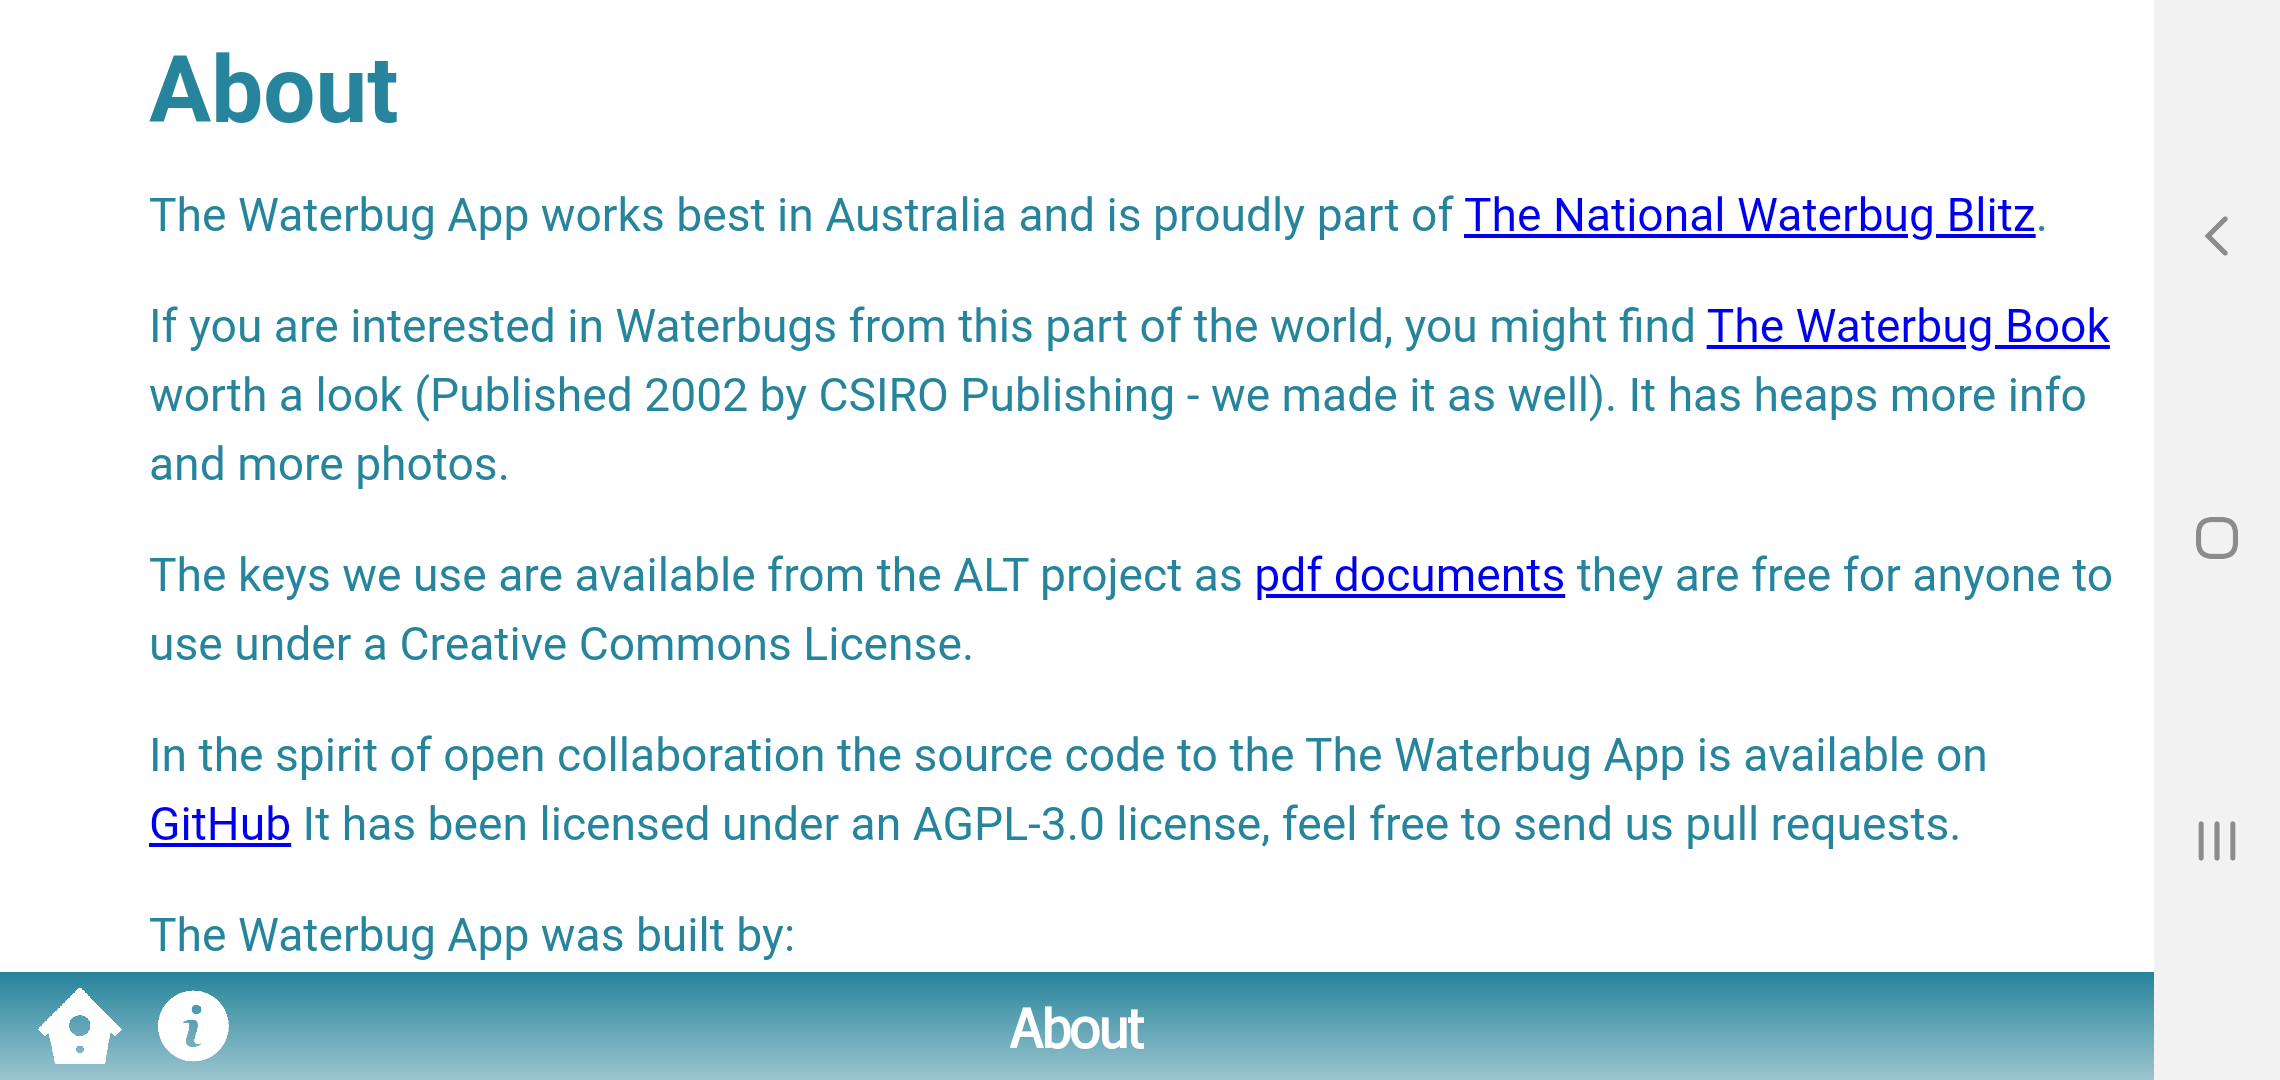 About
The Waterbug App works best in Australia and is proudly part of The National Waterbug Blitz.
If you are interested in Waterbugs from this part of the world, you might find The Waterbug Book
worth a look (Published 2002 by CSIRO Publishing - we made it as well). It has heaps more info
and more photos.
The keys we use are available from the ALT project as pdf documents they are free for anyone to
use under a Creative Commons License.
In the spirit of open collaboration the source code to the The Waterbug App is available on
GitHub It has been licensed under an AGPL-3.0 license, feel free to send us pull requests.
The Waterbug App was built by:
About